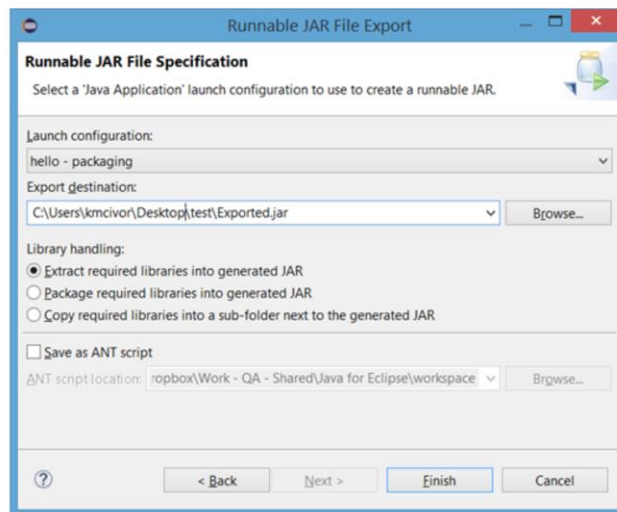 Runnable JAR File Export
Runnable JAR File Specification
Select a 'Java Application' launch configuration to use to create a runnable JAR.
Launch configuration:
hello - packaging
Export destination:
C:\Users\kmcivor\Desktop\test\Exported.jar
Browse...
Library handling:
Extract required libraries into generated JAR
Package required libraries into generated JAR
Copy required libraries into a sub-folder next to the generated JAR
Save as ANT script
ANT script location: ropbox\Work - QA - Shared\Java for Eclipse\workspace Browse...
? < Back Next > Finish Cancel